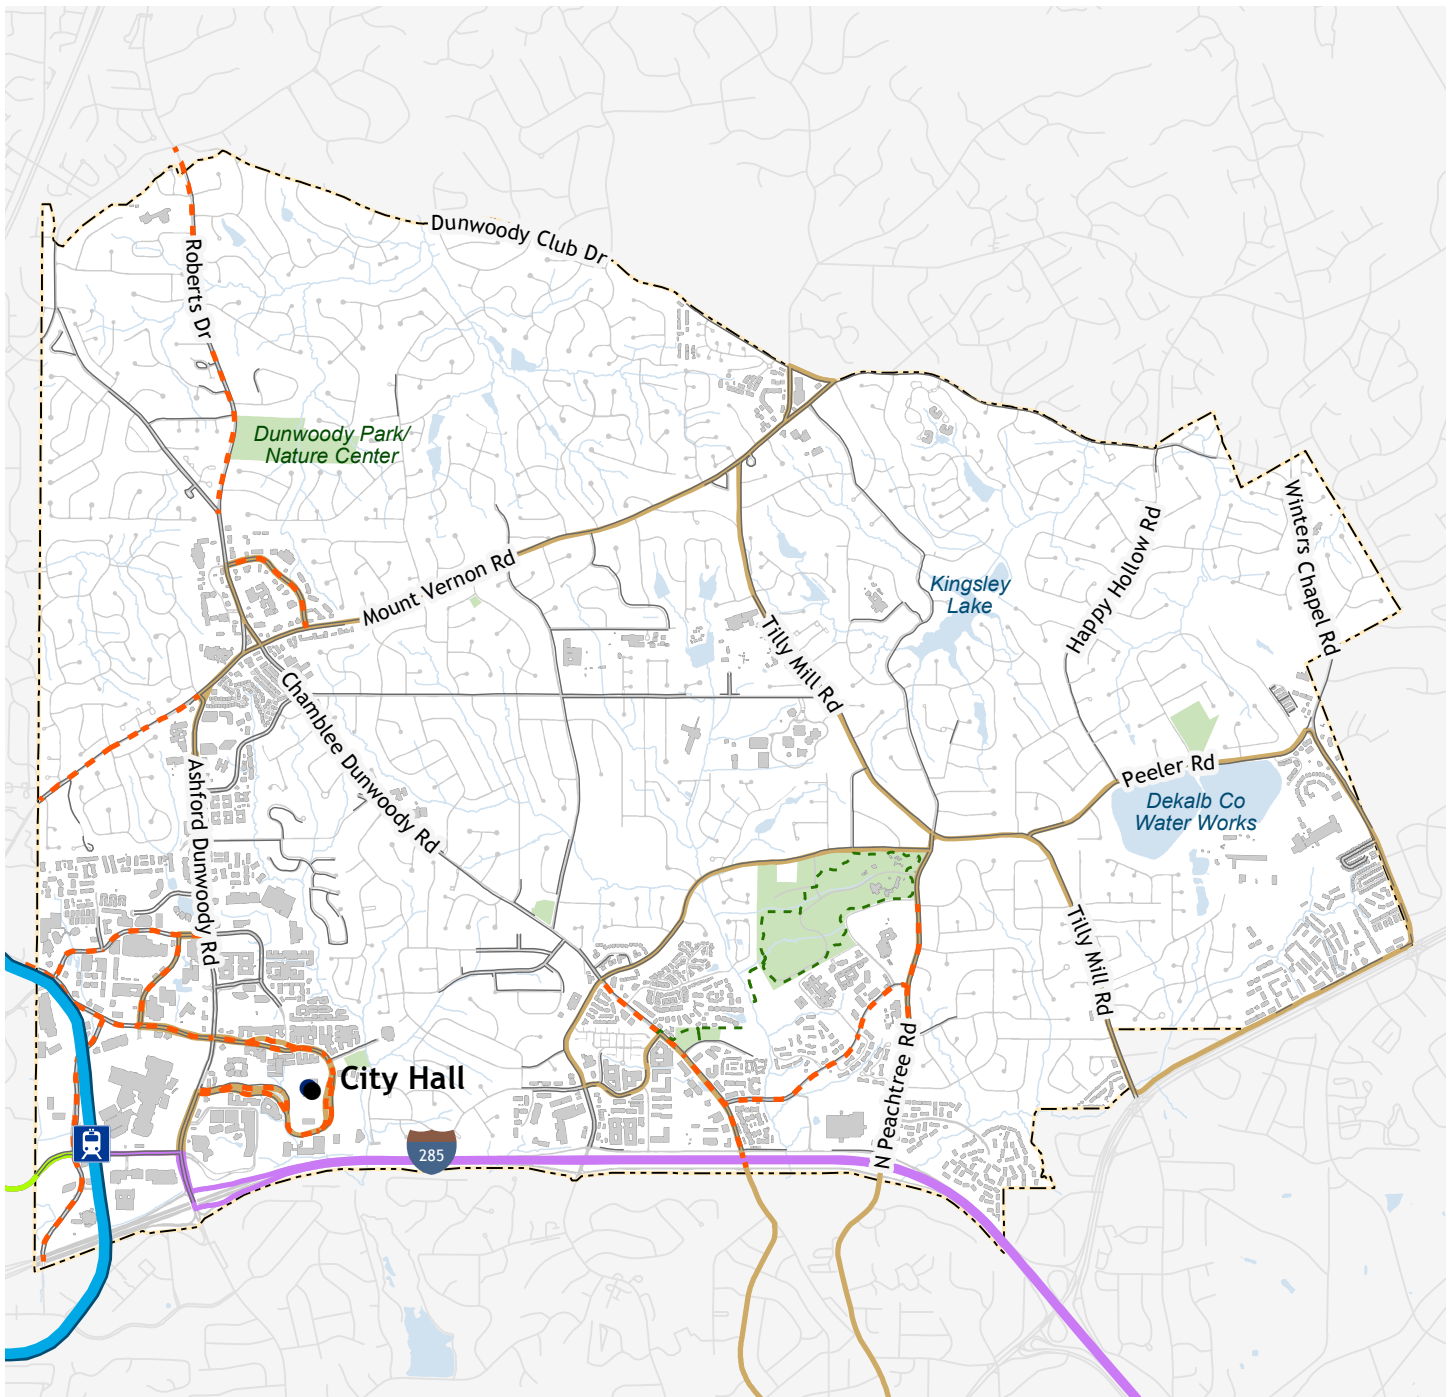 Dunwoody Club Dr
Roberts Dr
Dunwoody Park/
Nature Center
Winters Chapel Rd
Happy Hollow Rd
Mount Vernon Rd
Kingsley
Lake
Tilly Mill Rd
Chamblee Dunwoody Rd
Ashford Dunwoody Rd
Peeler Rd
Dekalb Co
Water Works
Tilly Mill Rd
City Hall
N Peachtree Rd
285